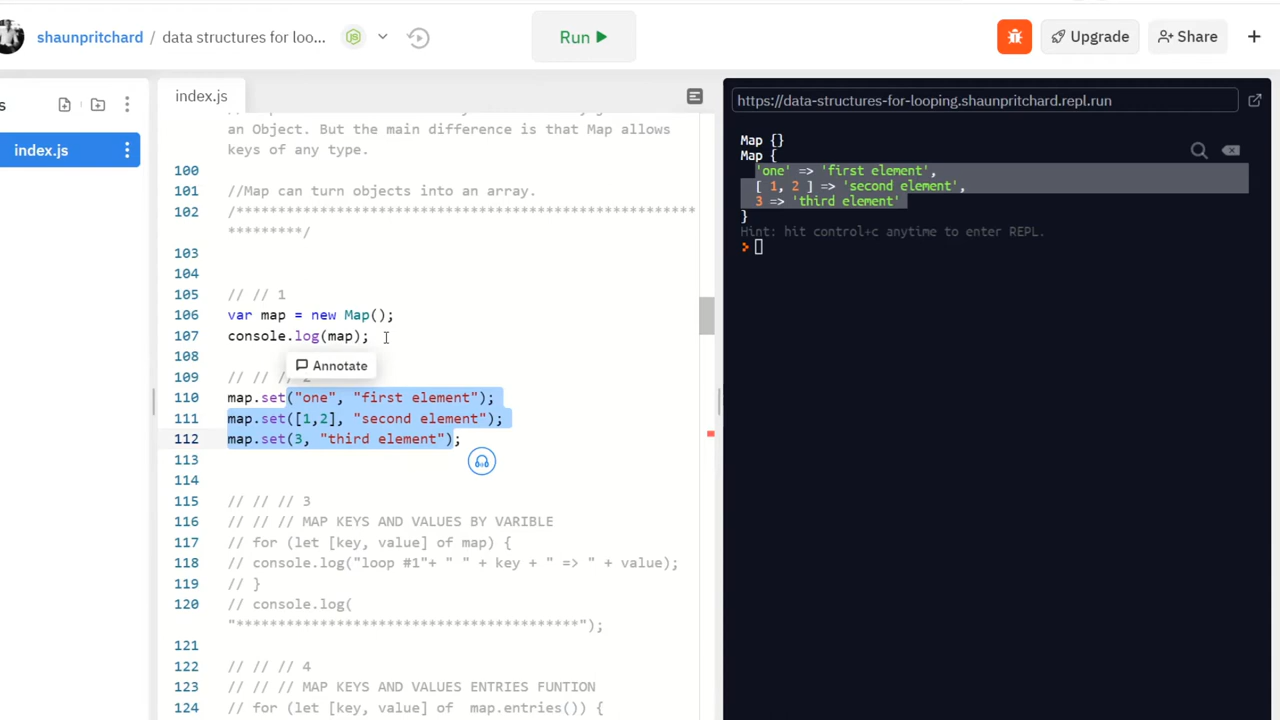 shaunpritchard / data structures for loo...
Run
Upgrade
Share
+
s
index.js
index.js
an Object. But the main difference is that Map allows
keys of any type.
100
101 //Map can turn objects into an array.
102
*********/
103
104
105 // // 1
106 var map = new Map();
107 console.log(map);
108
Annotate
109 // // //
110 map.set("one", "first element");
111 map.set([1,2], "second element");
112 map.set(3, "third element");
113
114
115 // // // 3
116 // // // MAP KEYS AND VALUES BY VARIBLE
117 // for (let [key, value] of map) {
118 // console.log("loop #1"+ " " + key + " => " + value);
119 // }
120 // console.log(
"***************************************");
121
122 // // // 4
123 // // // MAP KEYS AND VALUES ENTRIES FUNTION
124 // for (let [key, value] of  map.entries()) {
https://data-structures-for-looping.shaunpritchard.repl.run
Map {}
Map {
'one' => 'first element',
[ 1, 2 ] => 'second element',
3 => 'third element'
}
Hint: hit control+c anytime to enter REPL.
>